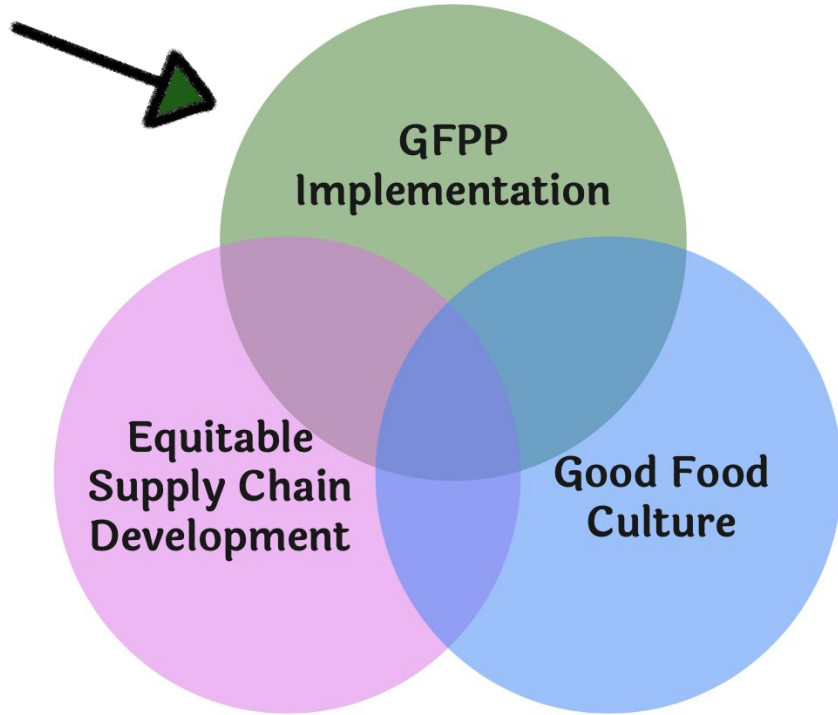 GFPP
Implementation
Equitable
Supply Chain
Development
Good Food
Culture